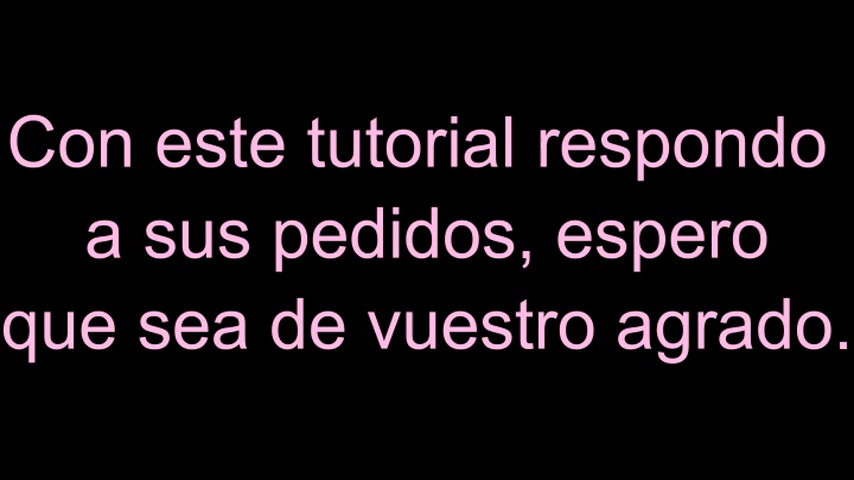 Con este tutorial respondo
a sus pedidos, espero
que sea de vuestro agrado.